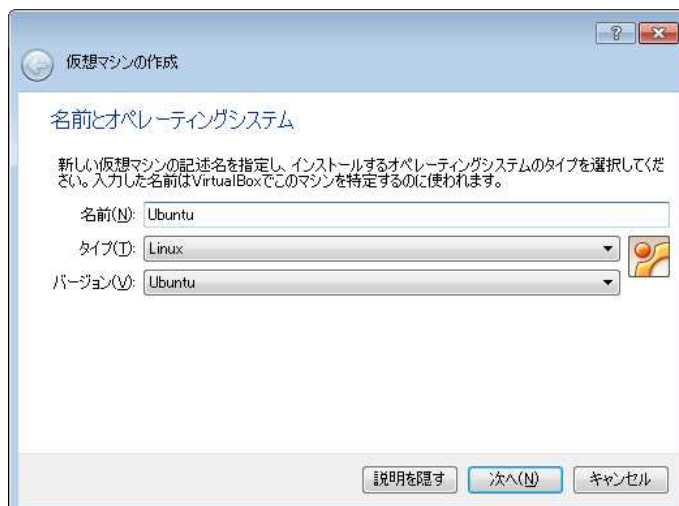 仮想マシンの作成
名前とオペレーティングシステム
新しい仮想マシンの記述名を指定し、インストールするオペレーティングシステムのタイプを選択してくだ
さい。入力した名前はVirtualBoxでこのマシンを特定するのに使われます。
名前(N): Ubuntu
タイプ(T): Linux
バージョン(V): Ubuntu
説明を隠す 次へ(N) キャンセル